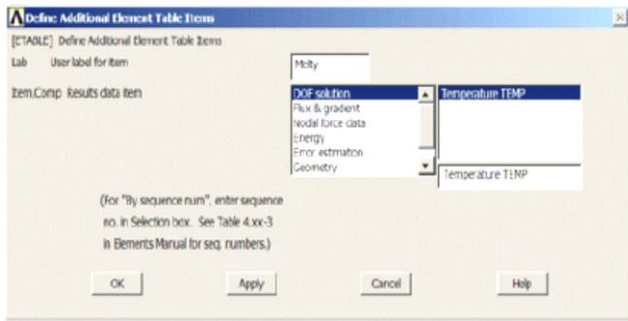 Define Additional Element Table Items
[ETABLE] Define Additional Element Table Items
Lab User label for item
Melty
Item,Comp Results data item
DOF solution
Flux & gradient
Nodal force data
Energy
Error estimation
Geometry
Temperature TEMP
Temperature TEMP
(For "By sequence num", enter sequence
no. in Selection box. See Table 4.xx-3
in Elements Manual for seq. numbers.)
OK Apply Cancel Help